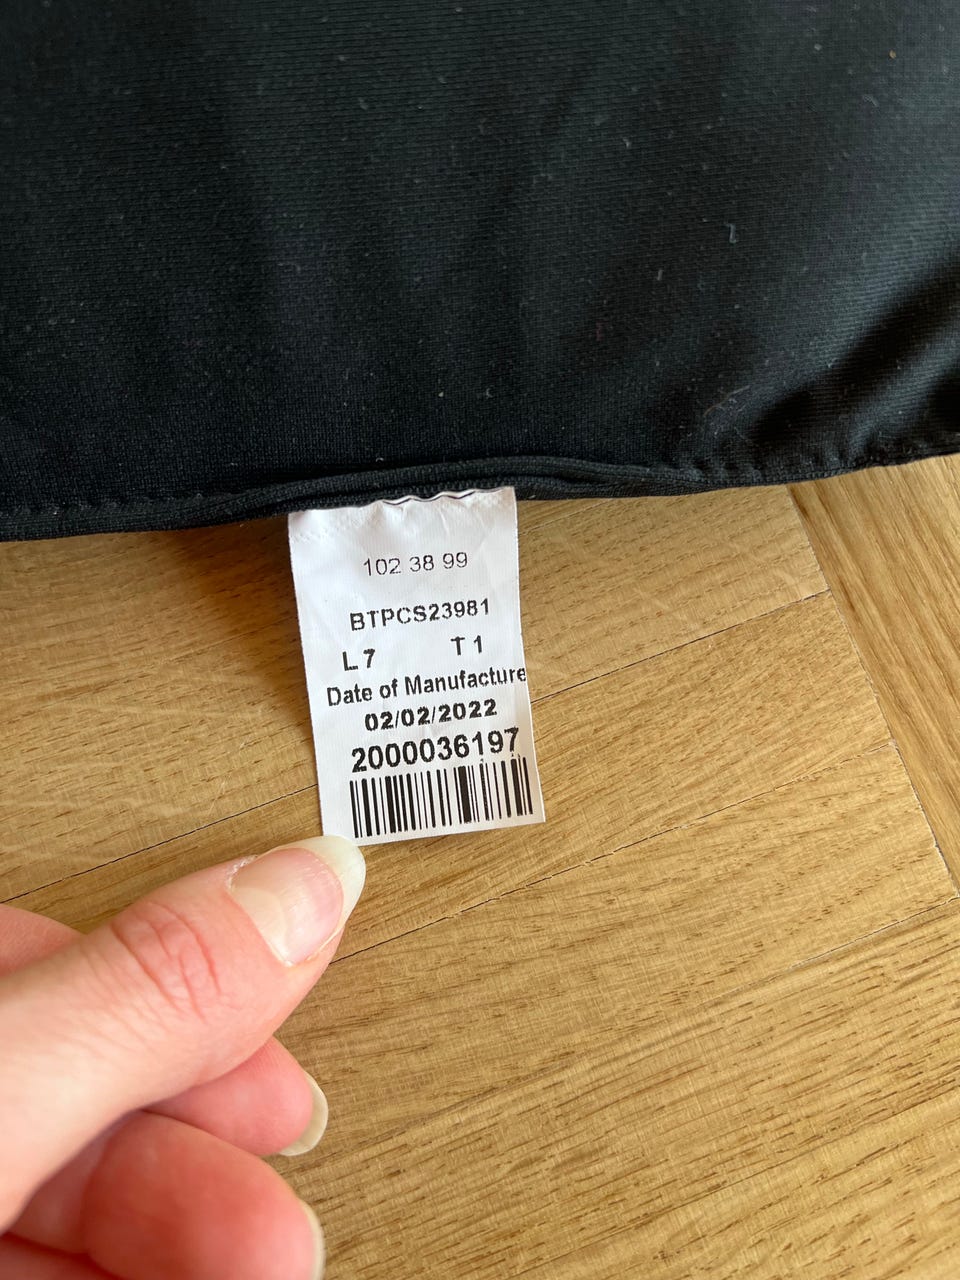 102 38 99
BTPCS23981
L 7 T 1
Date of Manufacture
02/02/2022
2000036197